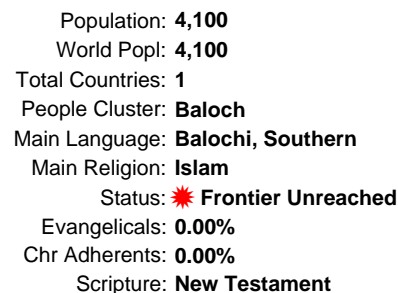 Population: 4,100
World Popl: 4,100
Total Countries: 1
People Cluster: Baloch
Main Language: Balochi, Southern
Main Religion: Islam
Status: Frontier Unreached
Evangelicals: 0.00%
Chr Adherents: 0.00%
Scripture: New Testament